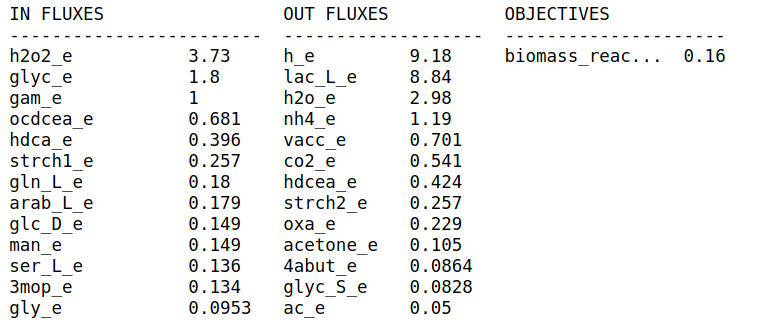 IN FLUXES OUT FLUXES OBJECTIVES
------------------------ ------------------- ---------------------
h2o2_e 3.73 h_e 9.18 biomass_reac... 0.16
glyc_e 1.8 lac_L_e 8.84
gam_e 1 h2o_e 2.98
ocdcea_e 0.681 nh4_e 1.19
hdca_e 0.396 vacc_e 0.701
strch1_e 0.257 co2_e 0.541
gln_L_e 0.18 hdcea_e 0.424
arab_L_e 0.179 strch2_e 0.257
glc_D_e 0.149 oxa_e 0.229
man_e 0.149 acetone_e 0.105
ser_L_e 0.136 4abut_e 0.0864
3mop_e 0.134 glyc_S_e 0.0828
gly_e 0.0953 ac_e 0.05